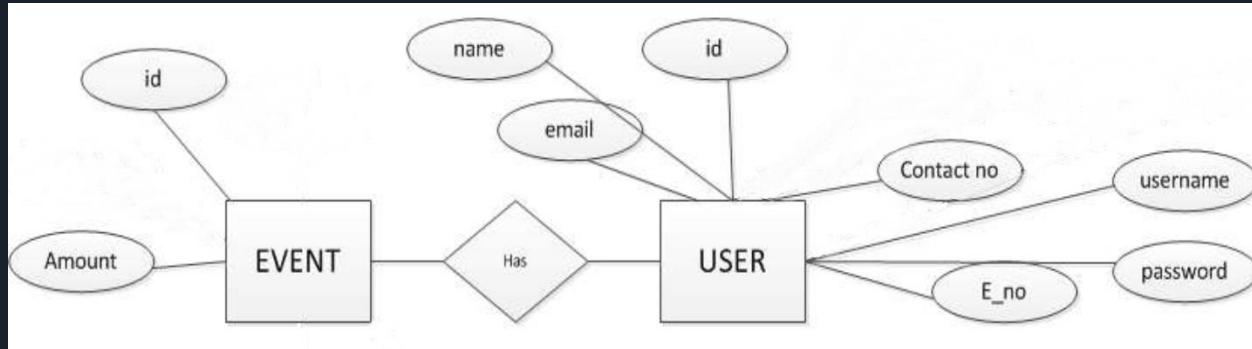 name
id
id
email
Contact no
username
Amount
EVENT
Has
USER
password
E_no